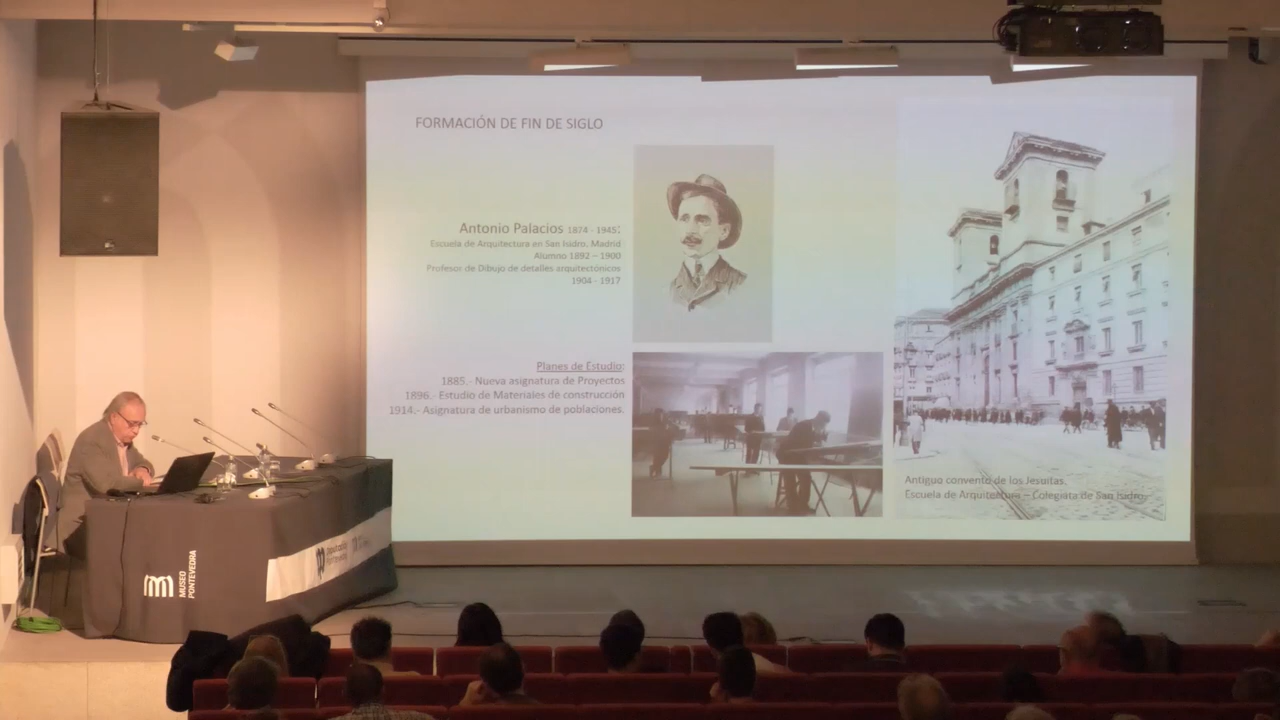 FORMACIÓN DE FIN DE SIGLO
Antonio Palacios 1874 - 1945:
Escuela de Arquitectura en San Isidro. Madrid
Alumno 1892 – 1900
Profesor de Dibujo de detalles arquitectónicos
1904 - 1917
Planes de Estudio:
1885.- Nueva asignatura de Proyectos
1896.- Estudio de Materiales de construcción
1914.- Asignatura de urbanismo de poblaciones.
Antiguo convento de los Jesuitas.
Escuela de Arquitectura – Colegiata de San Isidro.
MUSEO
PONTEVEDRA